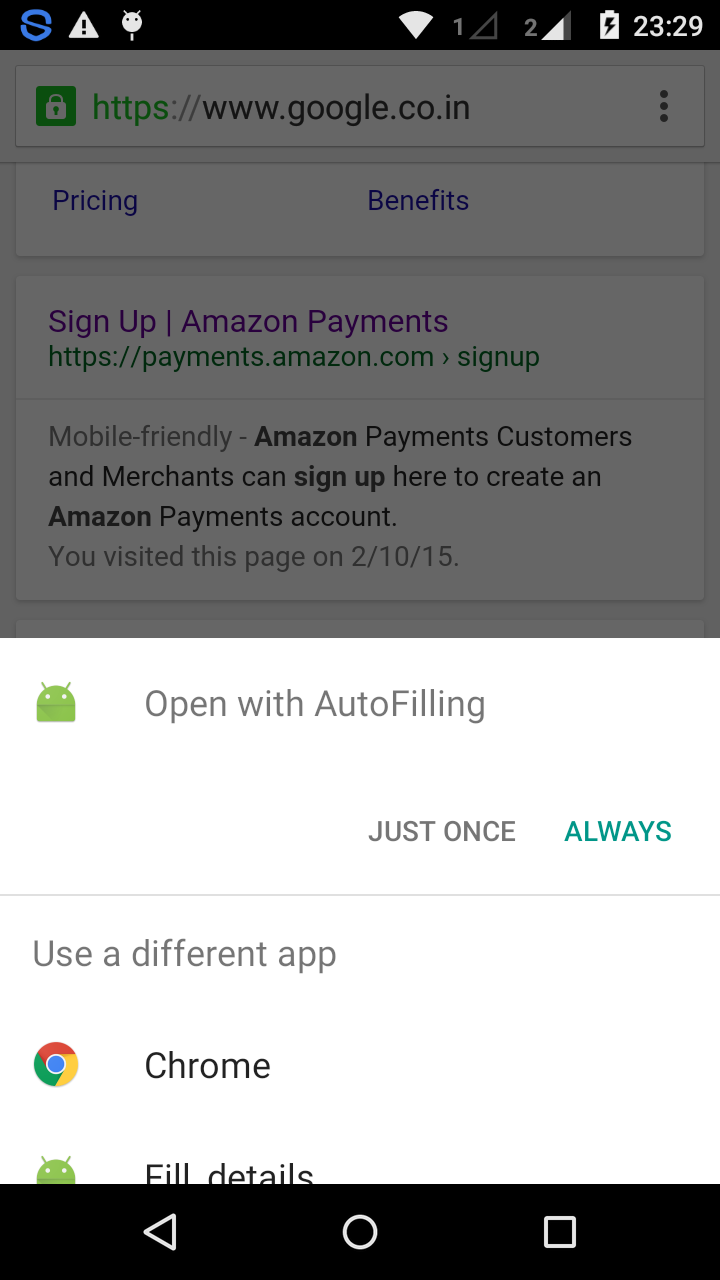 1 2 23:29
https://www.google.co.in
Pricing Benefits
Sign Up | Amazon Payments
https://payments.amazon.com › signup
Mobile-friendly - Amazon Payments Customers
and Merchants can sign up here to create an
Amazon Payments account.
You visited this page on 2/10/15.
Open with AutoFilling
JUST ONCE ALWAYS
Use a different app
Chrome
Fill details